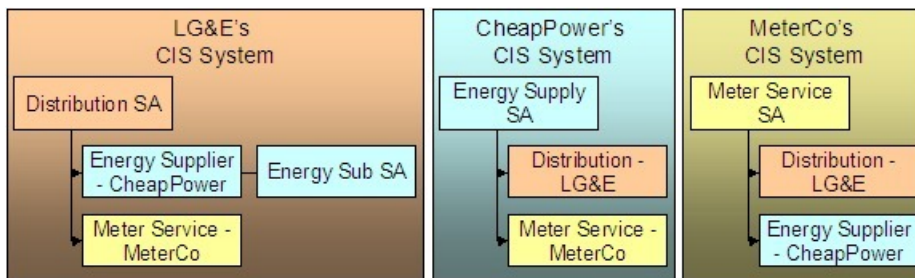 LG&E's
CIS System
Distribution SA
Energy Supplier
- CheapPower
Energy Sub SA
Meter Service -
MeterCo
CheapPower's
CIS System
Energy Supply
SA
Distribution -
LG&E
Meter Service -
MeterCo
MeterCo's
CIS System
Meter Service
SA
Distribution -
LG&E
Energy Supplier
- CheapPower